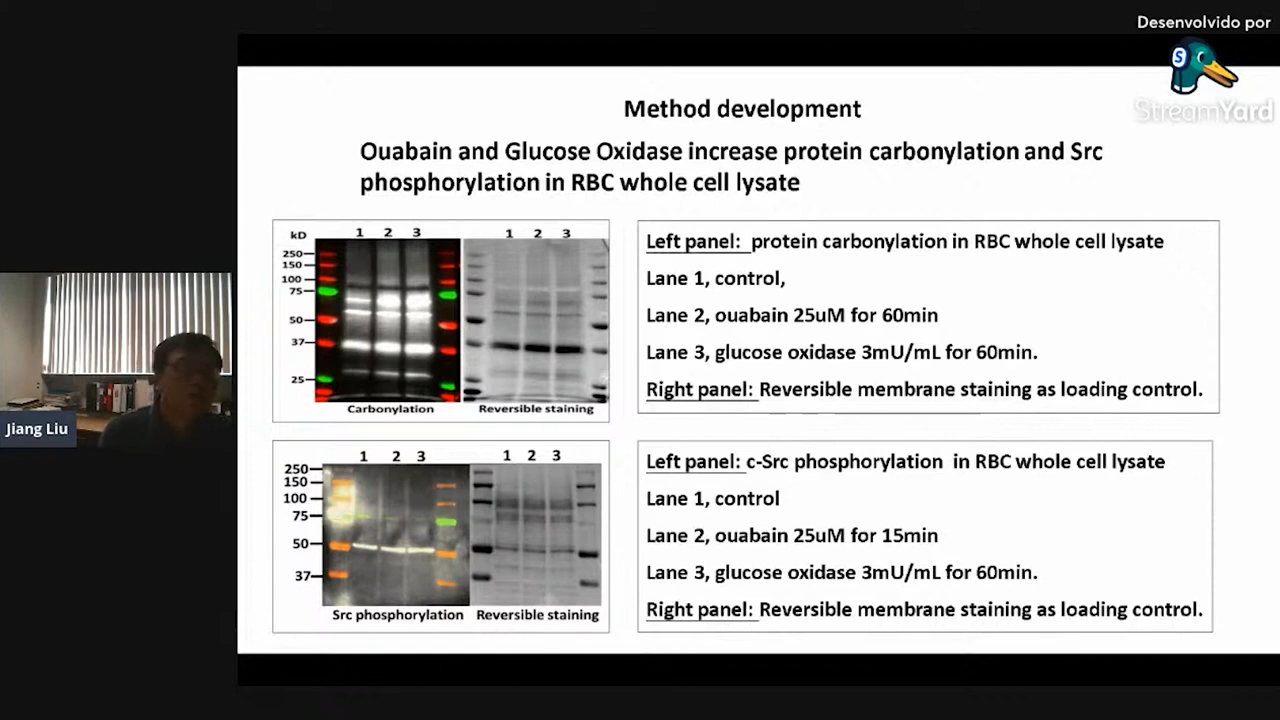 Desenvolvido por
StreamYard
Method development
Ouabain and Glucose Oxidase increase protein carbonylation and Src
phosphorylation in RBC whole cell lysate
kD
1 2 3
1 2 3
250
150
100
75
50
37
25
Carbonylation
Reversible staining
Left panel: protein carbonylation in RBC whole cell lysate
Lane 1, control,
Lane 2, ouabain 25uM for 60min
Lane 3, glucose oxidase 3mU/mL for 60min.
Right panel: Reversible membrane staining as loading control.
Jiang Liu
1 2 3
1 2 3
250
150
100
75
50
37
Src phosphorylation
Reversible staining
Left panel: c-Src phosphorylation in RBC whole cell lysate
Lane 1, control
Lane 2, ouabain 25uM for 15min
Lane 3, glucose oxidase 3mU/mL for 60min.
Right panel: Reversible membrane staining as loading control.